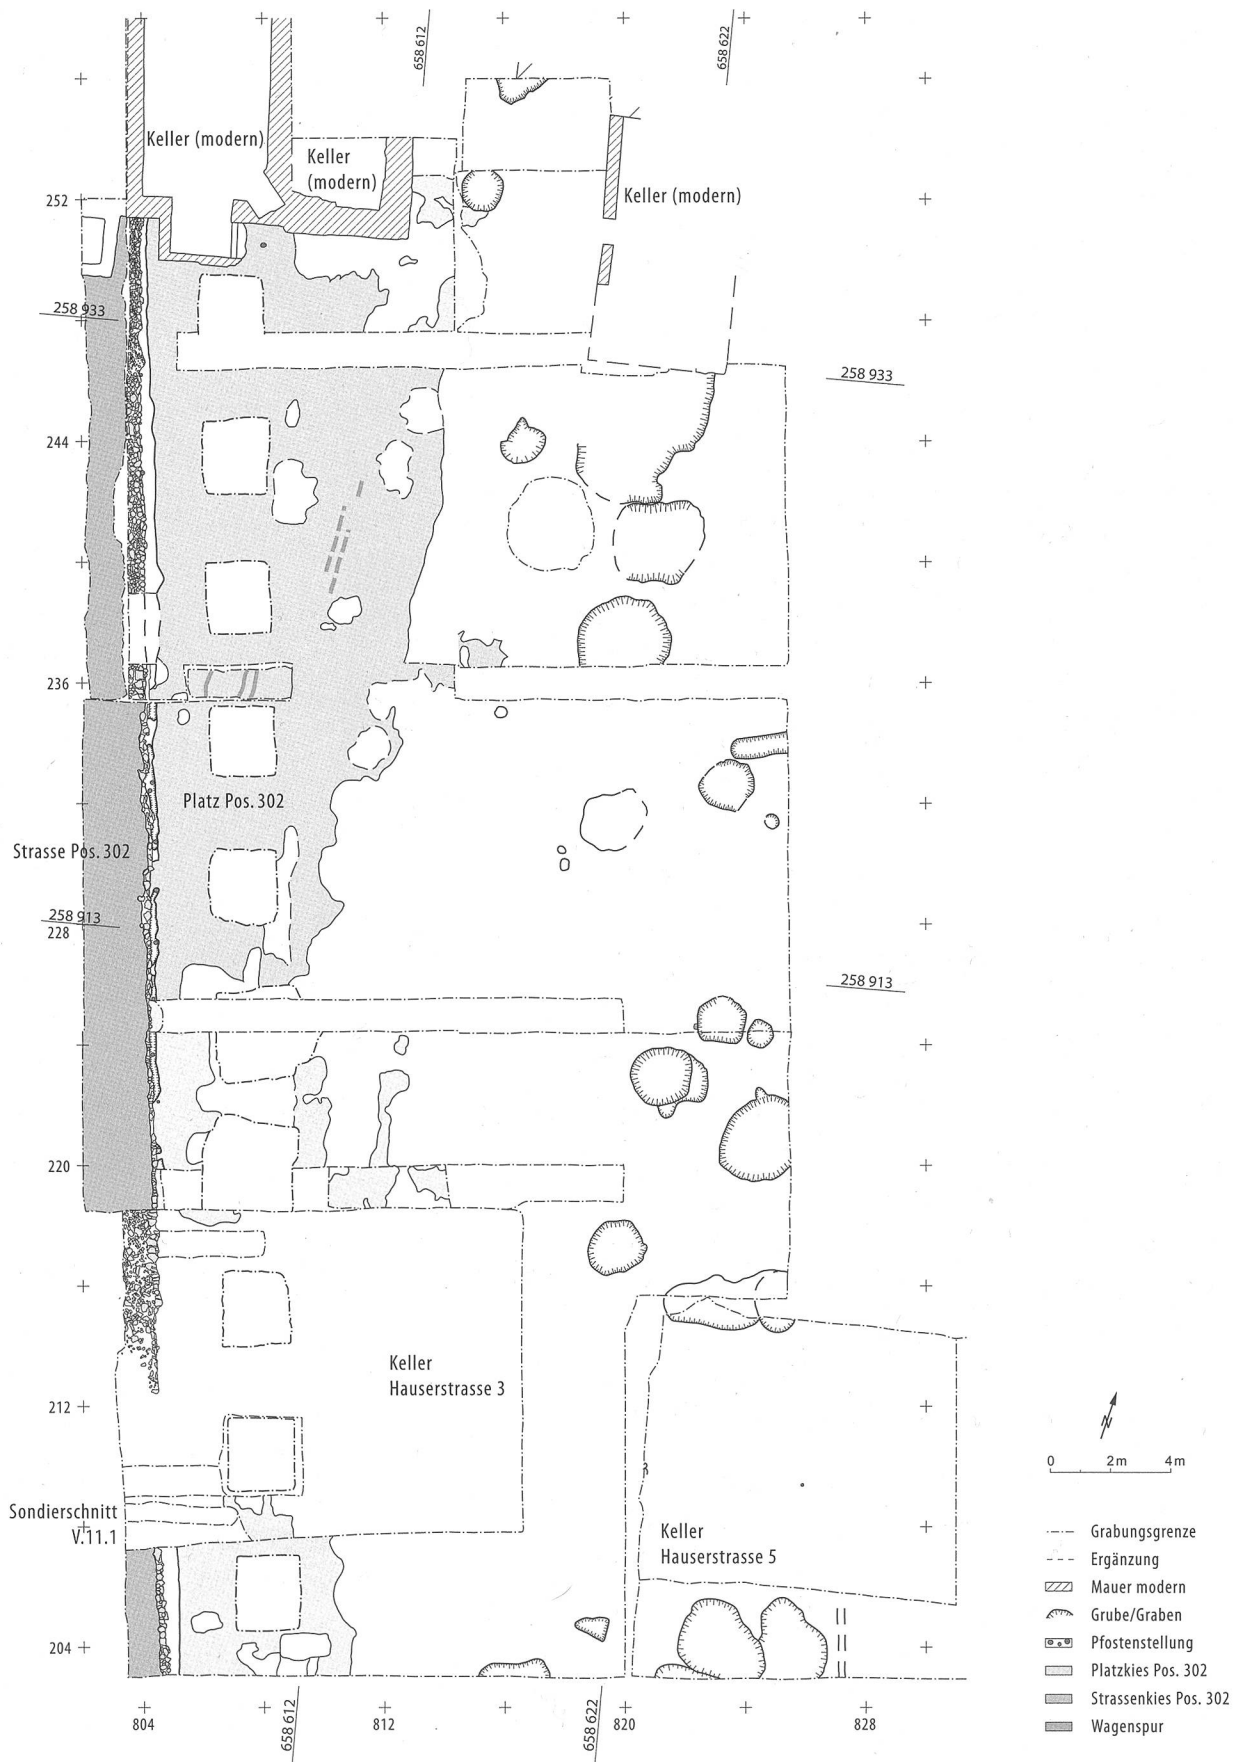 658 612
658 622
Keller (modern)
Keller
(modern)
Keller (modern)
252
258 933
258 933
244
236
Platz Pos. 302
Strasse Pos. 302
258 913
228
258 913
220
Keller
Hauserstrasse 3
212
N
0 2m 4m
Sondierschnitt
V.11.1
Keller
Hauserstrasse 5
Grabungsgrenze
Ergänzung
Mauer modern
Grube/Graben
Pfostenstellung
Platzkies Pos. 302
Strassenkies Pos. 302
Wagenspur
204
658 612
658 622
804 812 820 828